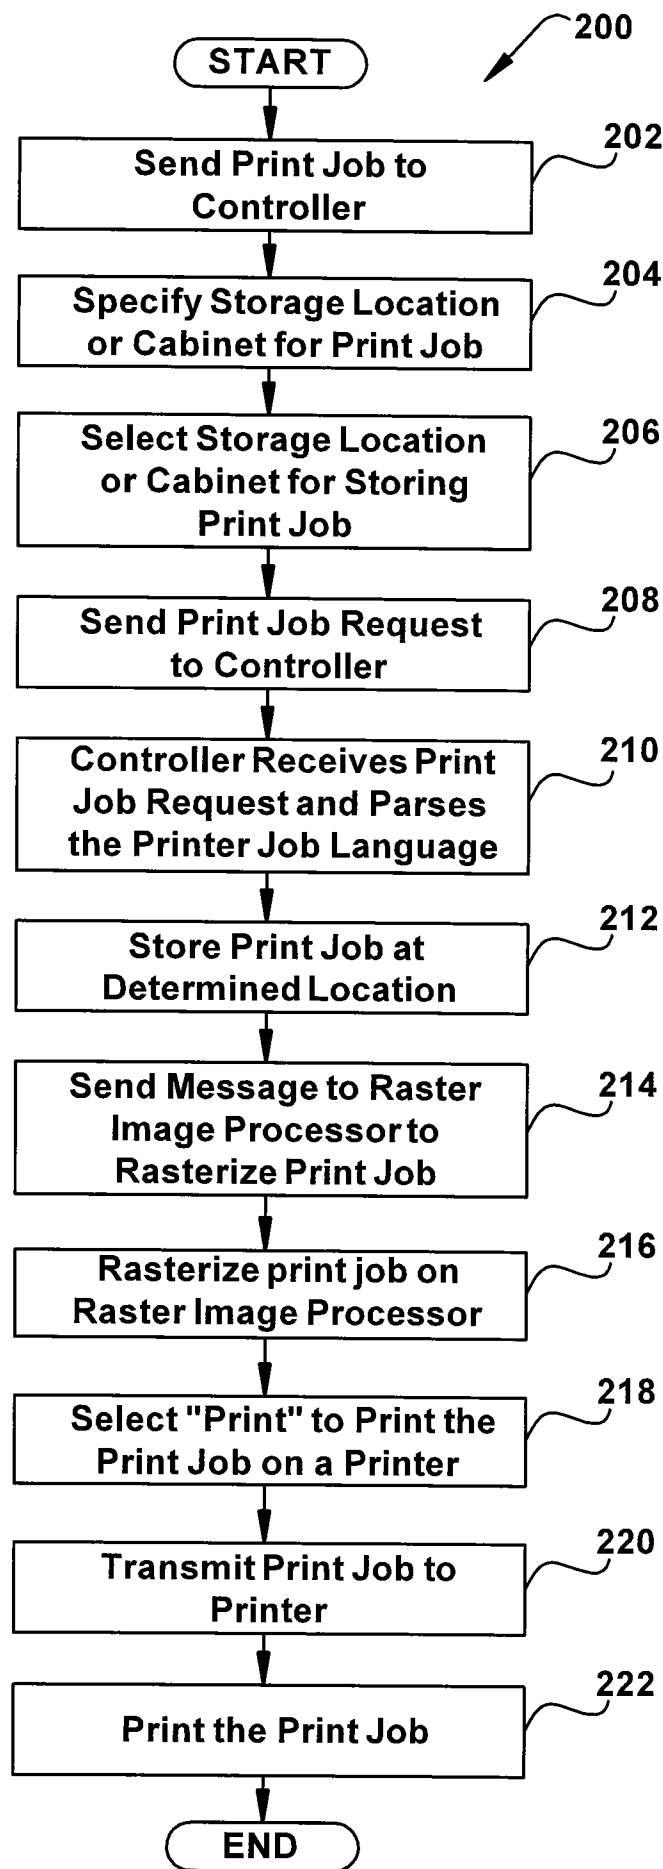 200
START
Send Print Job to
Controller
202
Specify Storage Location
or Cabinet for Print Job
204
Select Storage Location
or Cabinet for Storing
Print Job
206
Send Print Job Request
to Controller
208
Controller Receives Print
Job Request and Parses
the Printer Job Language
210
Store Print Job at
Determined Location
212
Send Message to Raster
Image Processor to
Rasterize Print Job
214
Rasterize print job on
Raster Image Processor
216
Select "Print" to Print the
Print Job on a Printer
218
Transmit Print Job to
Printer
220
Print the Print Job
222
END